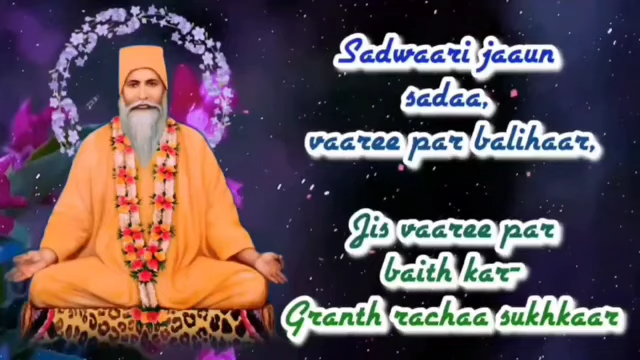 Sadwaari jaaun
sadaa,
vaaree par balihaar,
Jis vaaree par
baith kar-
Granth rachaa sukhkaar